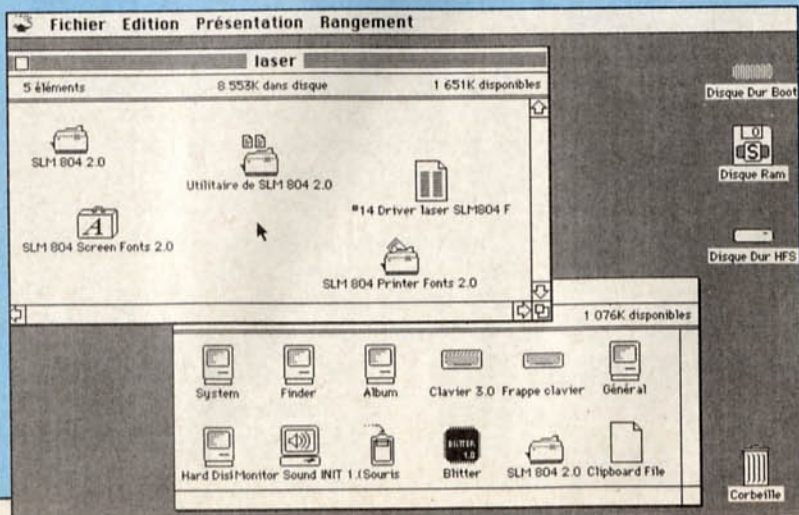 Fichier Edition Présentation Rangement
laser
5 éléments 8 553K dans disque 1 651K disponibles
SLM 804 2.0
Utilitaire de SLM 804 2.0
#14 Driver laser SLM804 F
SLM 804 Screen Fonts 2.0
SLM 804 Printer Fonts 2.0
Disque Dur Boot
Disque Ram
Disque Dur HFS
1 076K disponibles
System Finder Album Clavier 3.0 Frappe clavier Général
BLITTER
1.0
Hard Disk Monitor Sound INIT 1.( Souris Blitter SLM 804 2.0 Clipboard File
Corbeille